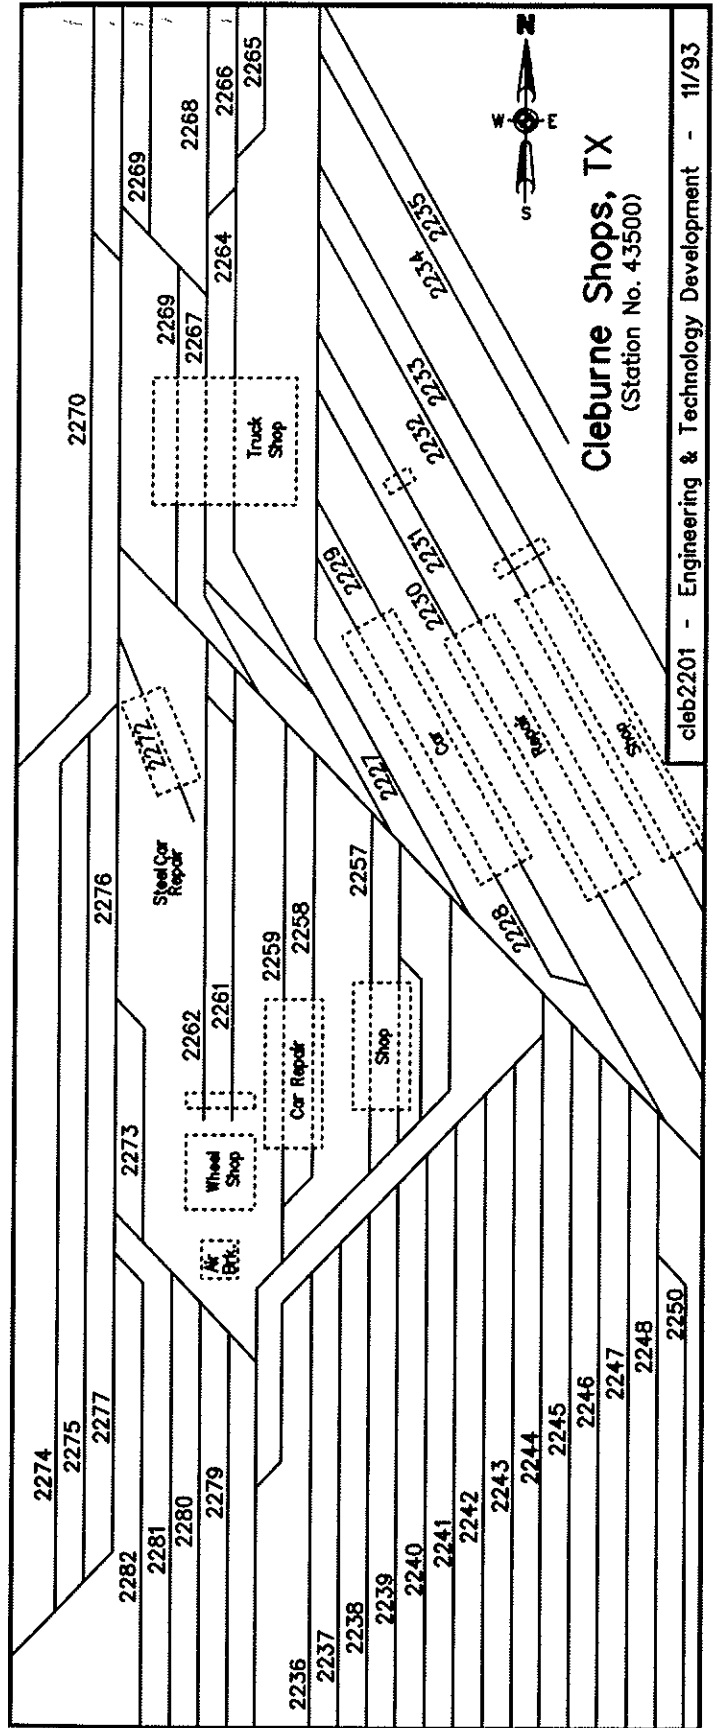 2274
2275
2277
2282
2281
2280
2279
2236
2237
2238
2239
2240
2241
2242
2243
2244
2245
2246
2247
2248
2250
2276
2273
2272
Steel Car
Repair
2262
2261
Wheel
Shop
Air
Brk.
2259
2258
Car Repair
2257
Shop
2270
2269
2269
2268
2267
2266
2265
2264
Truck
Shop
2227
2228
2229
2230
2231
2232
2233
2234
2235
Car
Repair
Shop
N
W E
S
Cleburne Shops, TX
(Station No. 43500)
cleb2201 - Engineering & Technology Development - 11/93